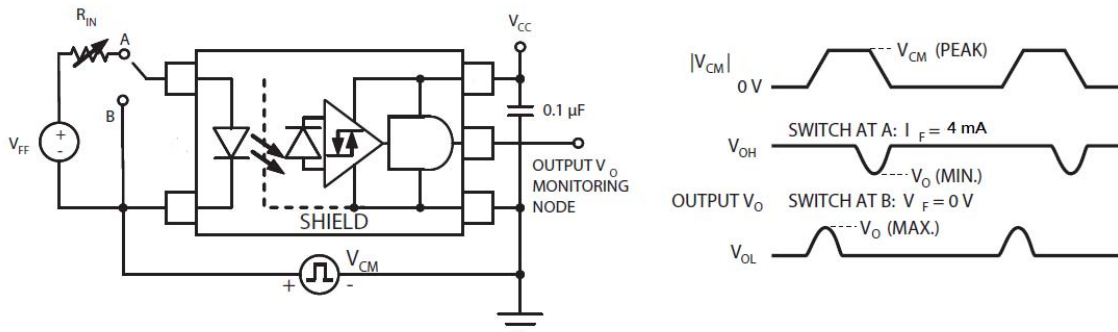 R_IN
A
B
V_FF
+
-
SHIELD
V_CC
0.1 µF
OUTPUT V_O
MONITORING
NODE
V_CM
+
-
|V_CM|
V_CM (PEAK)
0 V
SWITCH AT A: I_F = 4 mA
V_OH
V_O (MIN.)
OUTPUT V_O
SWITCH AT B: V_F = 0 V
V_O (MAX.)
V_OL